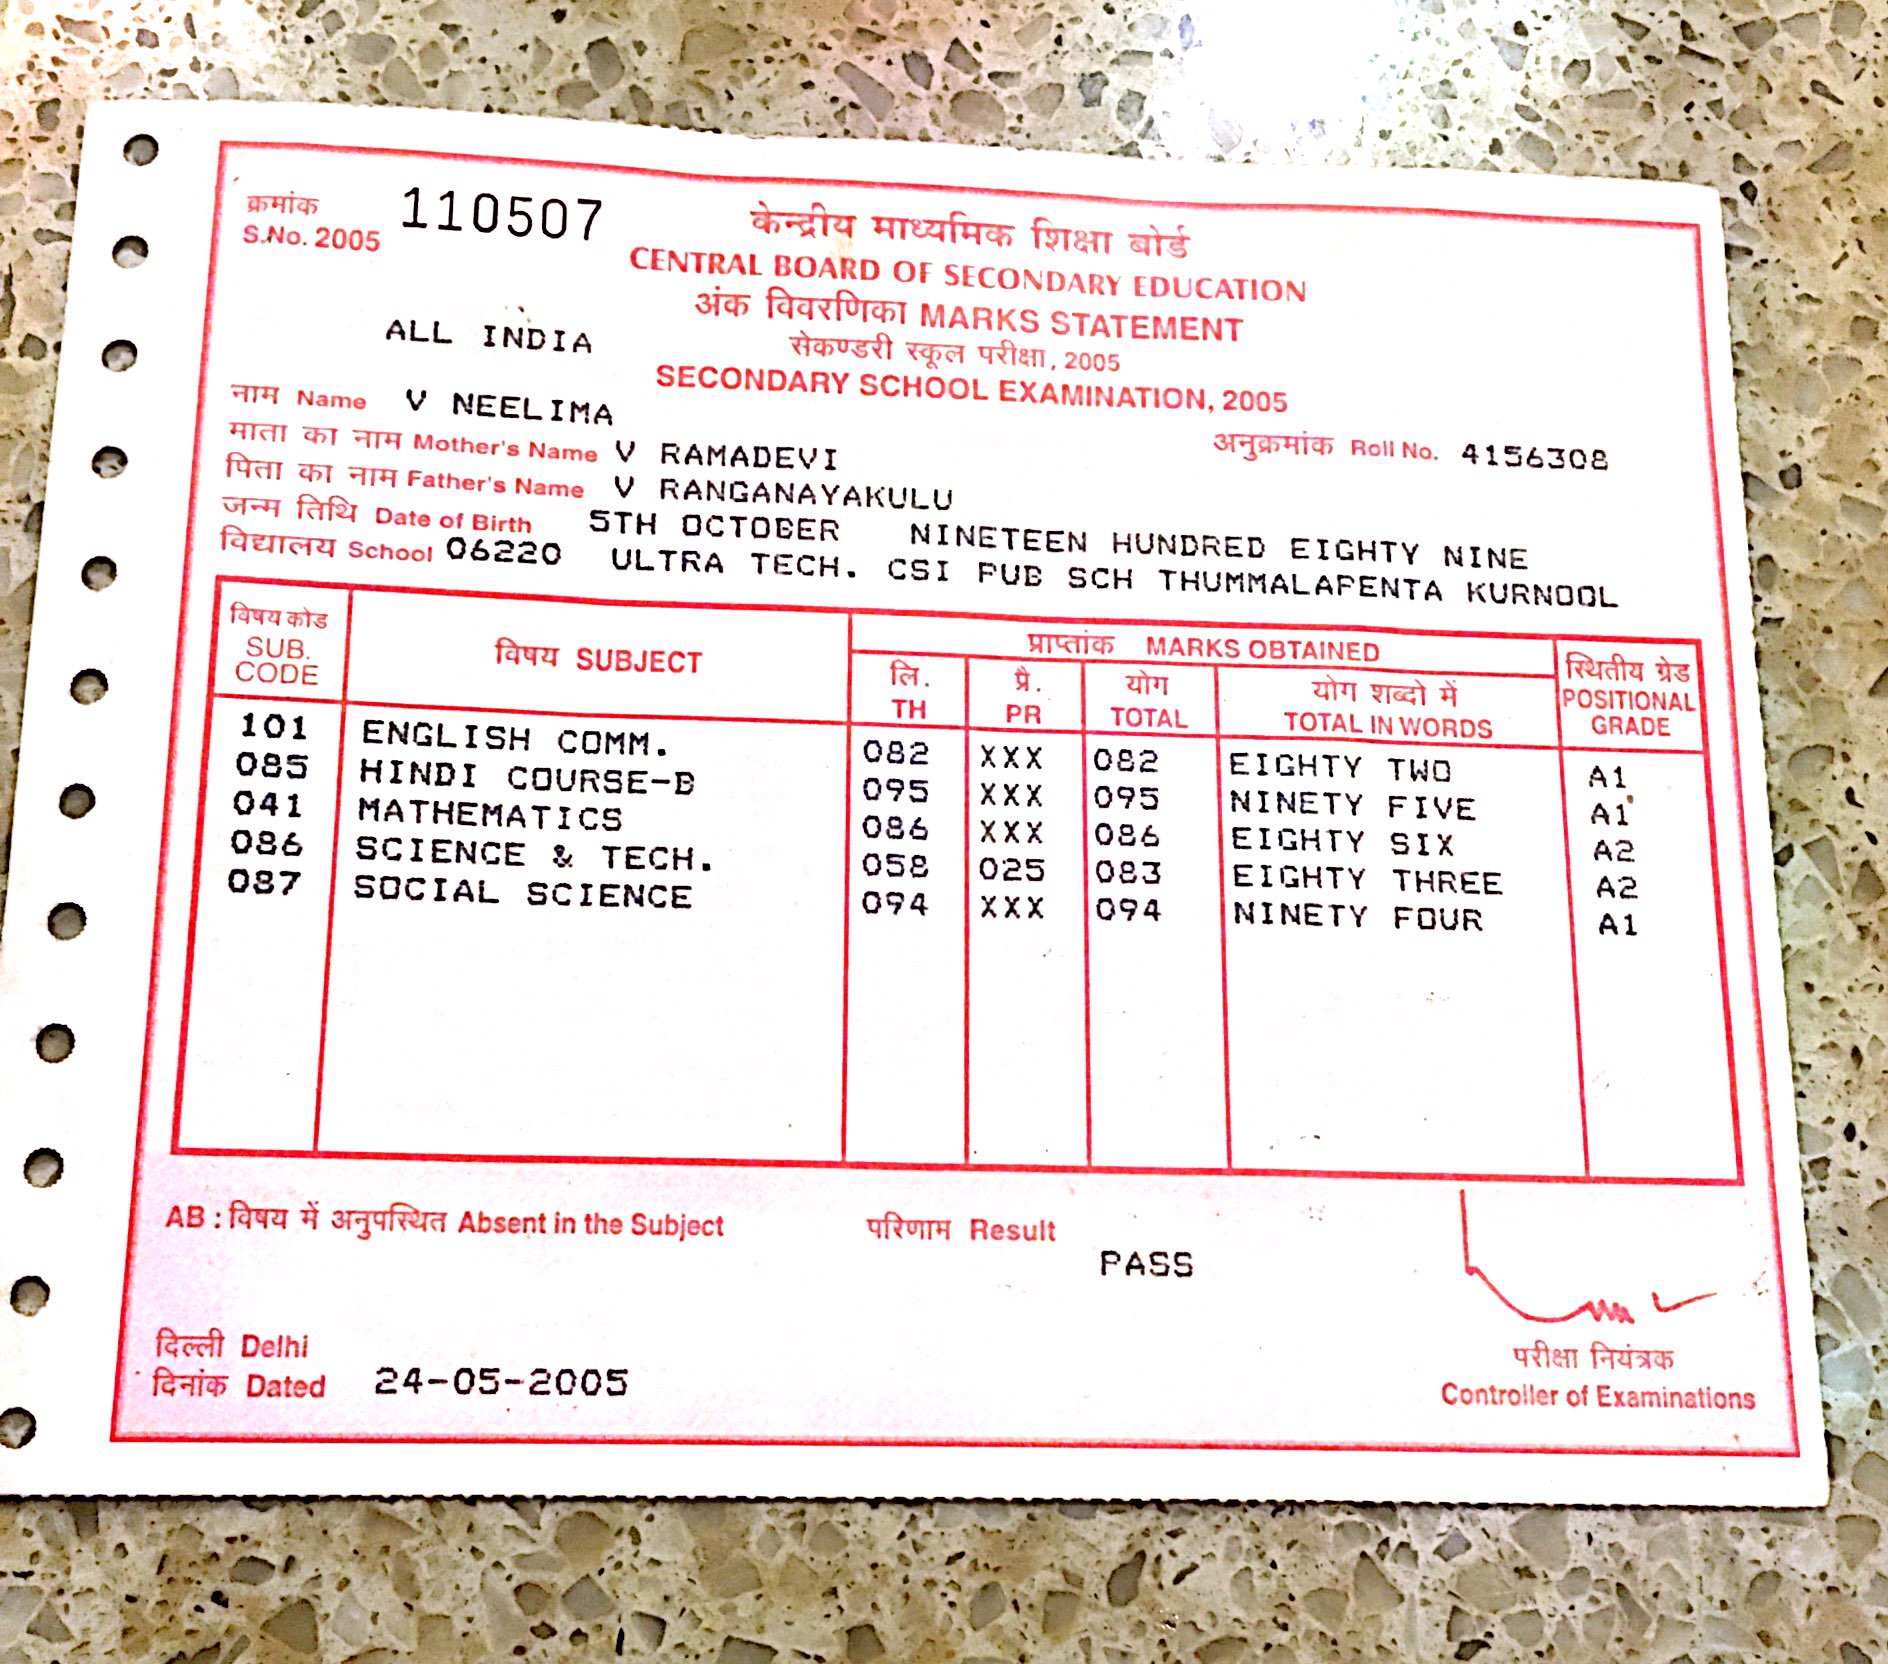 क्रमांक
S.No. 2005 110507
केन्द्रीय माध्यमिक शिक्षा बोर्ड
CENTRAL BOARD OF SECONDARY EDUCATION
अंक विवरणिका MARKS STATEMENT
ALL INDIA
सेकण्डरी स्कूल परीक्षा, 2005
SECONDARY SCHOOL EXAMINATION, 2005
नाम Name V NEELIMA
अनुक्रमांक Roll No. 4156308
माता का नाम Mother's Name V RAMADEVI
पिता का नाम Father's Name V RANGANAYAKULU
जन्म तिथि Date of Birth 5TH OCTOBER NINETEEN HUNDRED EIGHTY NINE
विद्यालय School 06220 ULTRA TECH. CSI PUB SCH THUMMALAPENTA KURNOOL
विषय कोड
SUB.
CODE
विषय SUBJECT
प्राप्तांक MARKS OBTAINED
लि.
TH
प्रै.
PR
योग
TOTAL
योग शब्दो में
TOTAL IN WORDS
स्थितीय ग्रेड
POSITIONAL
GRADE
101 ENGLISH COMM. 082 XXX 082 EIGHTY TWO A1
085 HINDI COURSE-B 095 XXX 095 NINETY FIVE A1
041 MATHEMATICS 086 XXX 086 EIGHTY SIX A2
086 SCIENCE & TECH. 058 025 083 EIGHTY THREE A2
087 SOCIAL SCIENCE 094 XXX 094 NINETY FOUR A1
AB : विषय में अनुपस्थित Absent in the Subject
परिणाम Result
PASS
दिल्ली Delhi
दिनांक Dated 24-05-2005
परीक्षा नियंत्रक
Controller of Examinations